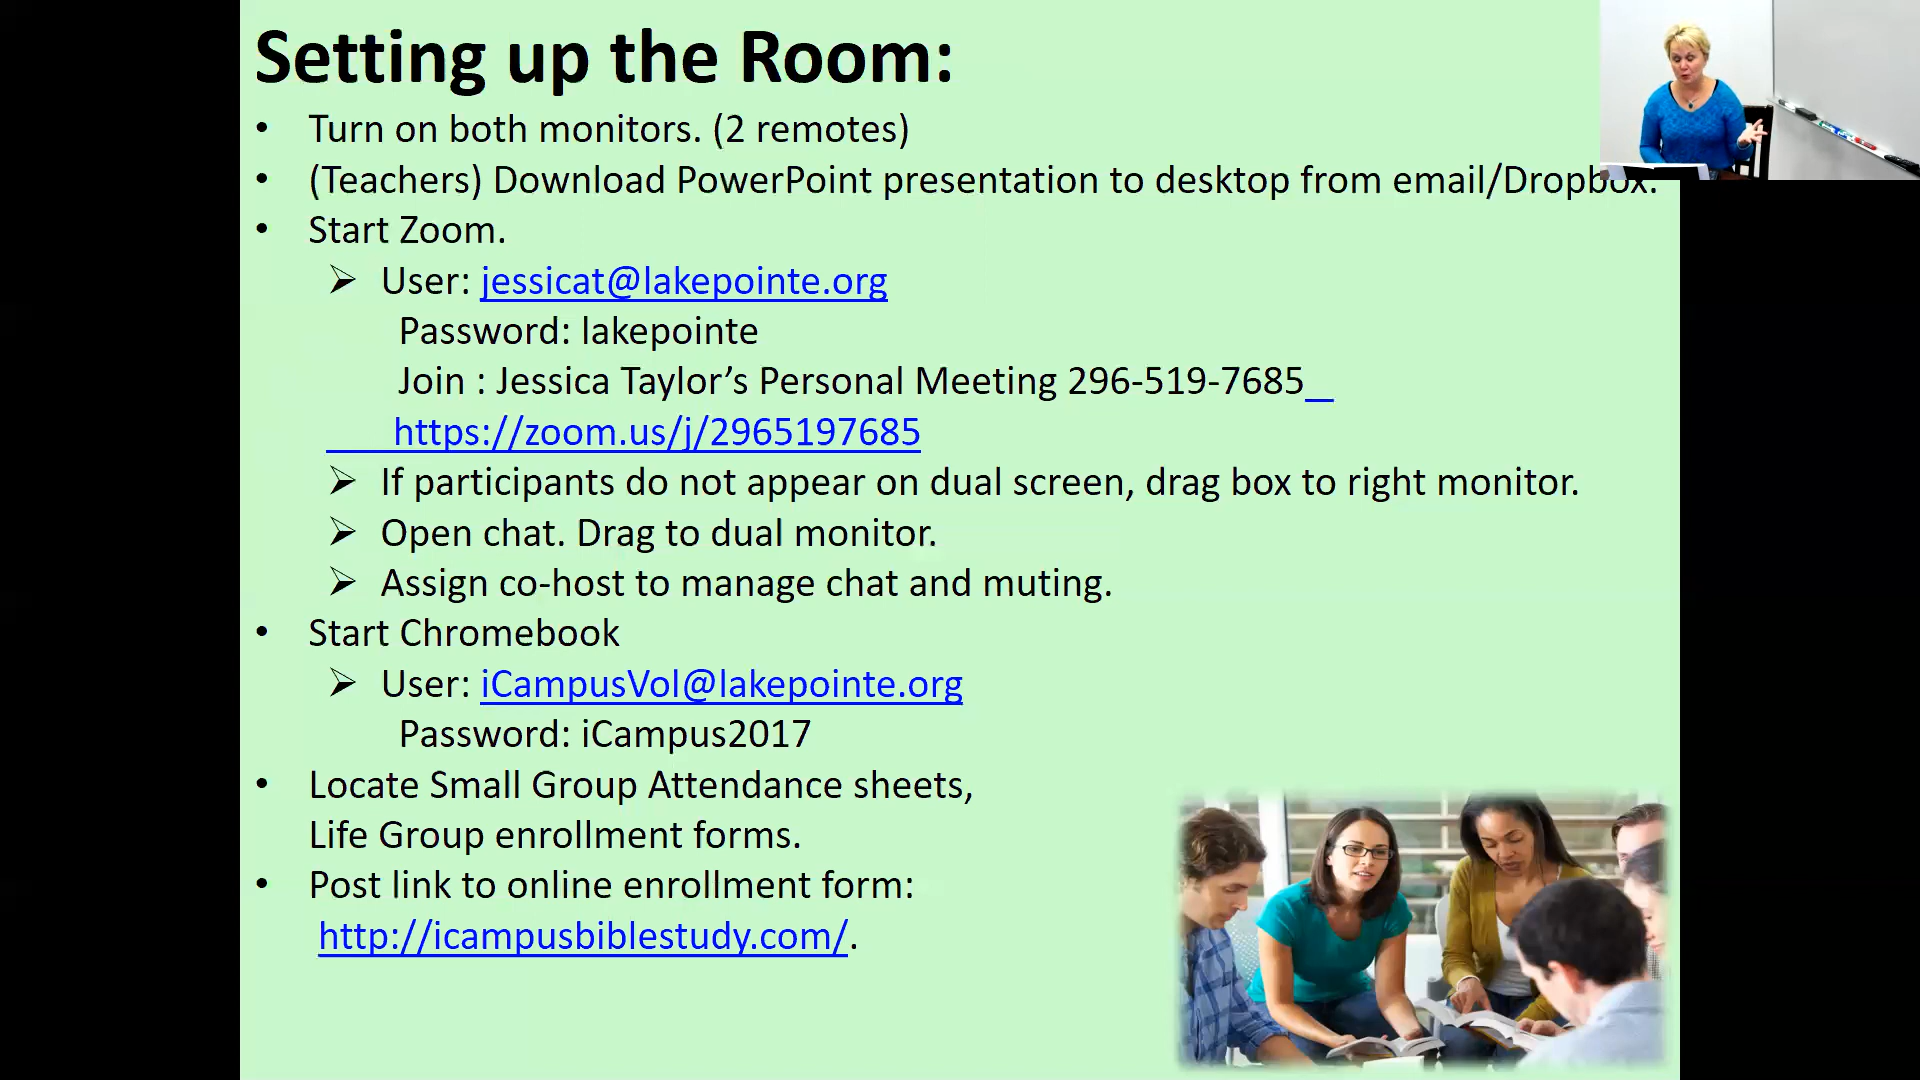 Setting up the Room:
• Turn on both monitors. (2 remotes)
• (Teachers) Download PowerPoint presentation to desktop from email/Dropbox.
• Start Zoom.
➢ User: jessicat@lakepointe.org
Password: lakepointe
Join : Jessica Taylor’s Personal Meeting 296-519-7685
https://zoom.us/j/2965197685
➢ If participants do not appear on dual screen, drag box to right monitor.
➢ Open chat. Drag to dual monitor.
➢ Assign co-host to manage chat and muting.
• Start Chromebook
➢ User: iCampusVol@lakepointe.org
Password: iCampus2017
• Locate Small Group Attendance sheets,
Life Group enrollment forms.
• Post link to online enrollment form:
http://icampusbiblestudy.com/.